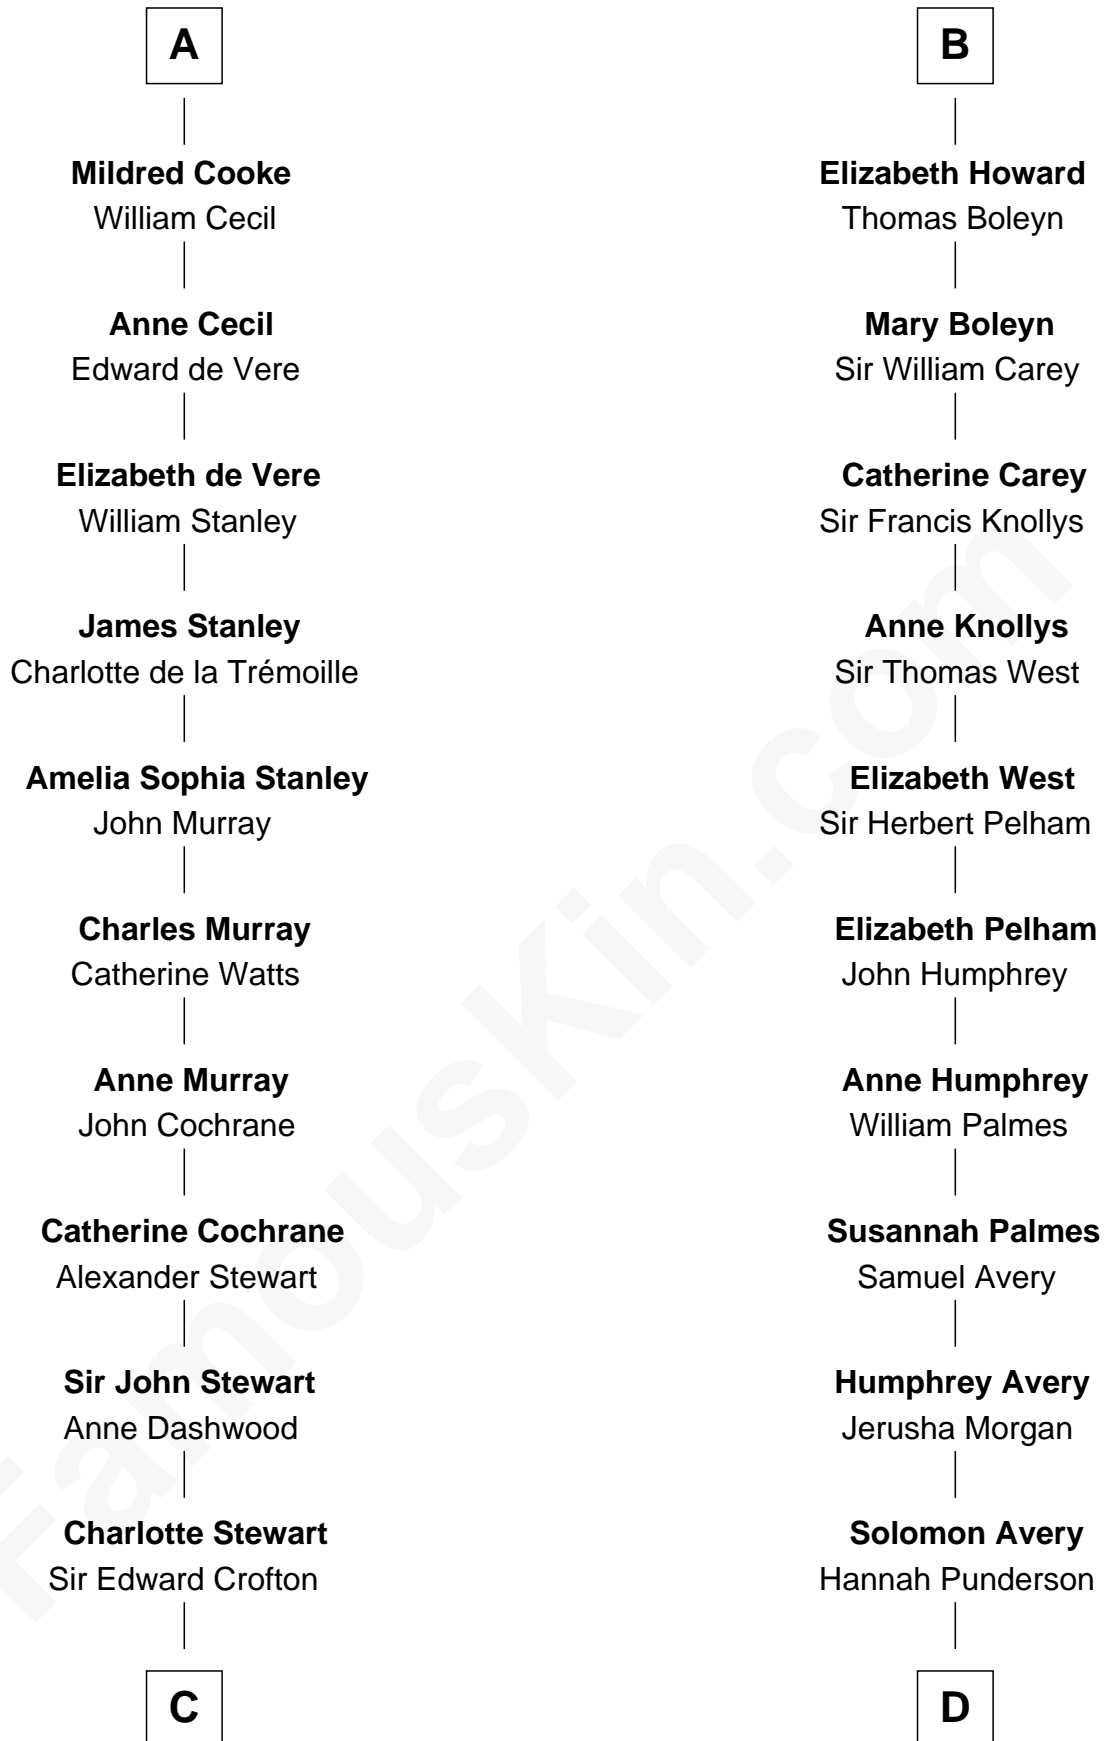 A
Mildred Cooke
William Cecil
Anne Cecil
Edward de Vere
Elizabeth de Vere
William Stanley
James Stanley
Charlotte de la Trémoille
Amelia Sophia Stanley
John Murray
Charles Murray
Catherine Watts
Anne Murray
John Cochrane
Catherine Cochrane
Alexander Stewart
Sir John Stewart
Anne Dashwood
Charlotte Stewart
Sir Edward Crofton
C
B
Elizabeth Howard
Thomas Boleyn
Mary Boleyn
Sir William Carey
Catherine Carey
Sir Francis Knollys
Anne Knollys
Sir Thomas West
Elizabeth West
Sir Herbert Pelham
Elizabeth Pelham
John Humphrey
Anne Humphrey
William Palmes
Susannah Palmes
Samuel Avery
Humphrey Avery
Jerusha Morgan
Solomon Avery
Hannah Punderson
D
FamousKin.com